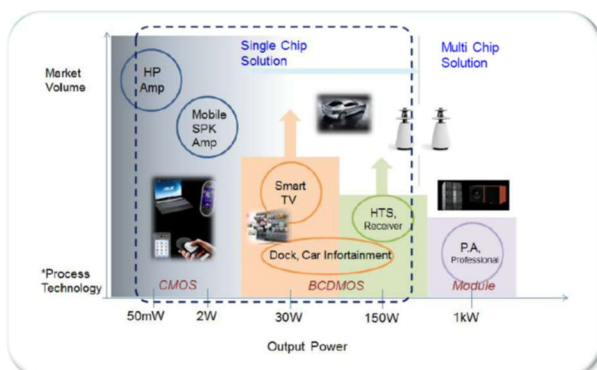 Single Chip
Solution
Multi Chip
Solution
Market
Volume
HP
Amp
Mobile
SPK
Amp
Smart
TV
HTS,
Receiver
Dock, Car Infortainment
P.A,
Professional
*Process
Technology
CMOS
BCDMOS
Module
50mW
2W
30W
150W
1kW
Output Power